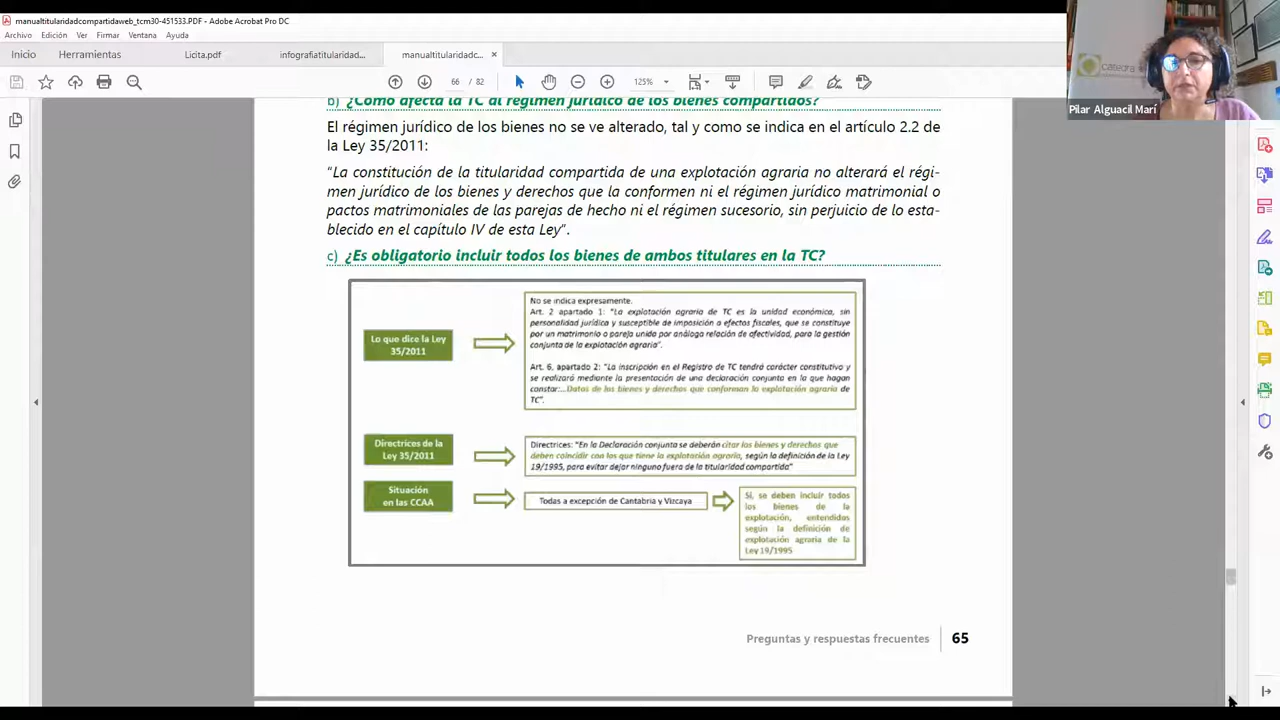 manualtitularidadcompartidaweb_tcm30-451533.PDF - Adobe Acrobat Pro DC
Archivo Edición Ver Firmar Ventana Ayuda
Inicio Herramientas Licita.pdf infografiatitularidad... manualtitularidadc... ×
66 / 82 125%
Pilar Alguacil Marí
b) ¿Cómo afecta la TC al régimen jurídico de los bienes compartidos?
El régimen jurídico de los bienes no se ve alterado, tal y como se indica en el artículo 2.2 de
la Ley 35/2011:
“La constitución de la titularidad compartida de una explotación agraria no alterará el régi-
men jurídico de los bienes y derechos que la conformen ni el régimen jurídico matrimonial o
pactos matrimoniales de las parejas de hecho ni el régimen sucesorio, sin perjuicio de lo esta-
blecido en el capítulo IV de esta Ley”.
c) ¿Es obligatorio incluir todos los bienes de ambos titulares en la TC?
Lo que dice la Ley
35/2011
No se indica expresamente.
Art. 2 apartado 1: “La explotación agraria de TC es la unidad económica, sin
personalidad jurídica y susceptible de imposición a efectos fiscales, que se constituye
por un matrimonio o pareja unida por análoga relación de afectividad, para la gestión
conjunta de la explotación agraria”.
Art. 6, apartado 2: “La inscripción en el Registro de TC tendrá carácter constitutivo y
se realizará mediante la presentación de una declaración conjunta en la que hagan
constar:...Datos de los bienes y derechos que conforman la explotación agraria de
TC”.
Directrices de la
Ley 35/2011
Directrices: “En la Declaración conjunta se deberán citar los bienes y derechos que
deben coincidir con los que tiene la explotación agraria, según la definición de la Ley
19/1995, para evitar dejar ninguno fuera de la titularidad compartida”
Situación
en las CCAA
Todas a excepción de Cantabria y Vizcaya
Sí, se deben incluir todos
los bienes de la
explotación, entendidos
según la definición de
explotación agraria de la
Ley 19/1995
Preguntas y respuestas frecuentes 65